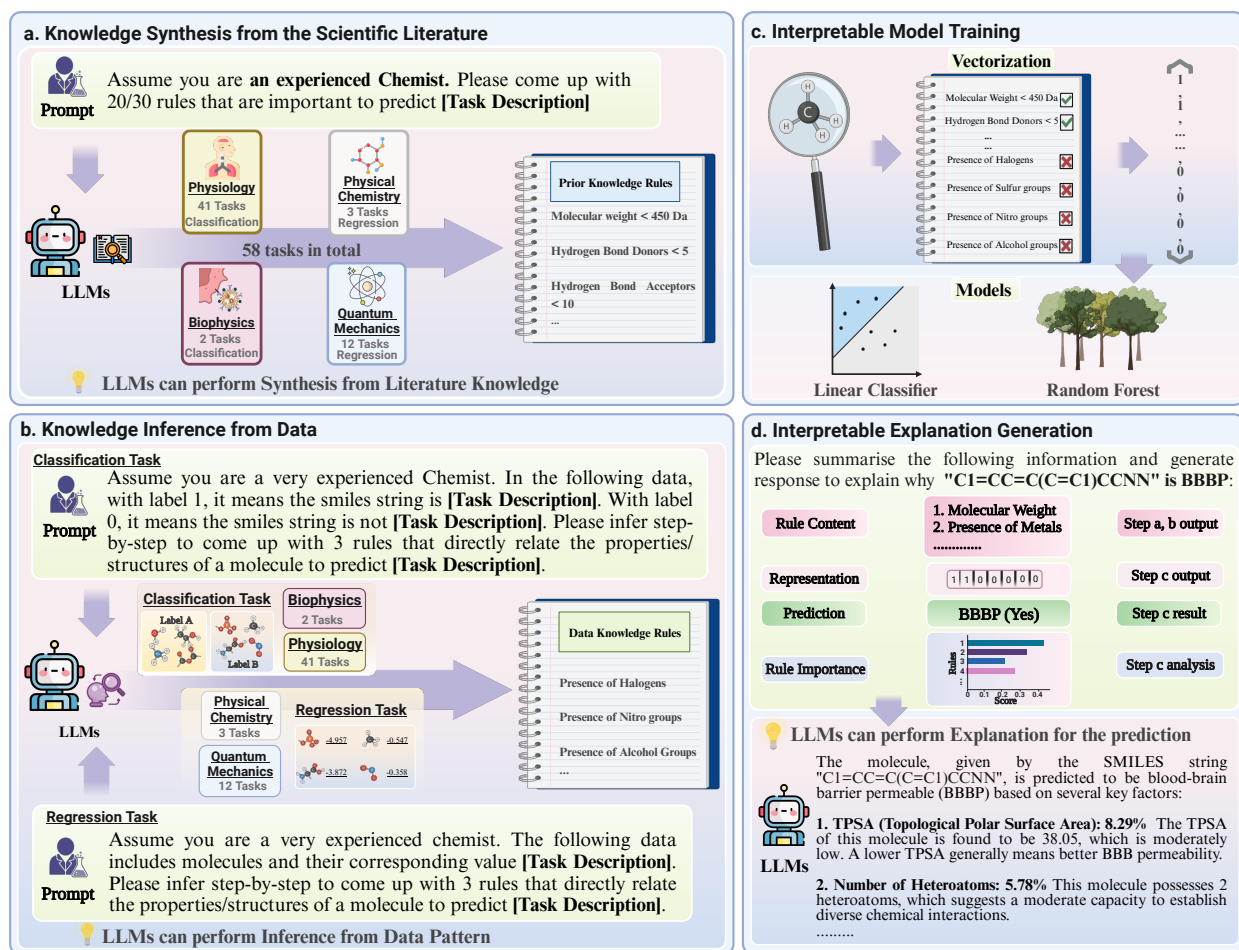 a. Knowledge Synthesis from the Scientific Literature
Prompt
Assume you are an experienced Chemist. Please come up with
20/30 rules that are important to predict [Task Description]
Physiology
41 Tasks
Classification
Physical
Chemistry
3 Tasks
Regression
58 tasks in total
LLMs
Biophysics
2 Tasks
Classification
Quantum
Mechanics
12 Tasks
Regression
Prior Knowledge Rules
Molecular weight < 450 Da
Hydrogen Bond Donors < 5
Hydrogen Bond Acceptors
< 10
...
LLMs can perform Synthesis from Literature Knowledge
b. Knowledge Inference from Data
Classification Task
Prompt
Assume you are a very experienced Chemist. In the following data,
with label 1, it means the smiles string is [Task Description]. With label
0, it means the smiles string is not [Task Description]. Please infer step-
by-step to come up with 3 rules that directly relate the properties/
structures of a molecule to predict [Task Description].
Classification Task
Label A
Label B
Biophysics
2 Tasks
Physiology
41 Tasks
LLMs
Physical
Chemistry
3 Tasks
Quantum
Mechanics
12 Tasks
Regression Task
-4.957
-0.547
-3.872
-0.358
Data Knowledge Rules
Presence of Halogens
Presence of Nitro groups
Presence of Alcohol Groups
...
Regression Task
Prompt
Assume you are a very experienced chemist. The following data
includes molecules and their corresponding value [Task Description].
Please infer step-by-step to come up with 3 rules that directly relate
the properties/structures of a molecule to predict [Task Description].
LLMs can perform Inference from Data Pattern
c. Interpretable Model Training
Vectorization
H
H
C
H
H
Molecular Weight < 450 Da
Hydrogen Bond Donors < 5
...
...
Presence of Halogens
Presence of Sulfur groups
Presence of Nitro groups
Presence of Alcohol groups
1
,
1
,
...
...
,
0
,
0
,
0
,
0
Models
Linear Classifier
Random Forest
d. Interpretable Explanation Generation
Please summarise the following information and generate
response to explain why "C1=CC=C(C=C1)CCNN" is BBBP:
Rule Content
1. Molecular Weight
2. Presence of Metals
.............
Step a, b output
Representation
1 1 0 0 0 0 0
Step c output
Prediction
BBBP (Yes)
Step c result
Rule Importance
Rules
1
2
3
4
0 0.1 0.2 0.3 0.4
Score
Step c analysis
LLMs can perform Explanation for the prediction
LLMs
The molecule, given by the SMILES string
"C1=CC=C(C=C1)CCNN", is predicted to be blood-brain
barrier permeable (BBBP) based on several key factors:
1. TPSA (Topological Polar Surface Area): 8.29% The TPSA
of this molecule is found to be 38.05, which is moderately
low. A lower TPSA generally means better BBB permeability.
2. Number of Heteroatoms: 5.78% This molecule possesses 2
heteroatoms, which suggests a moderate capacity to establish
diverse chemical interactions.
.........